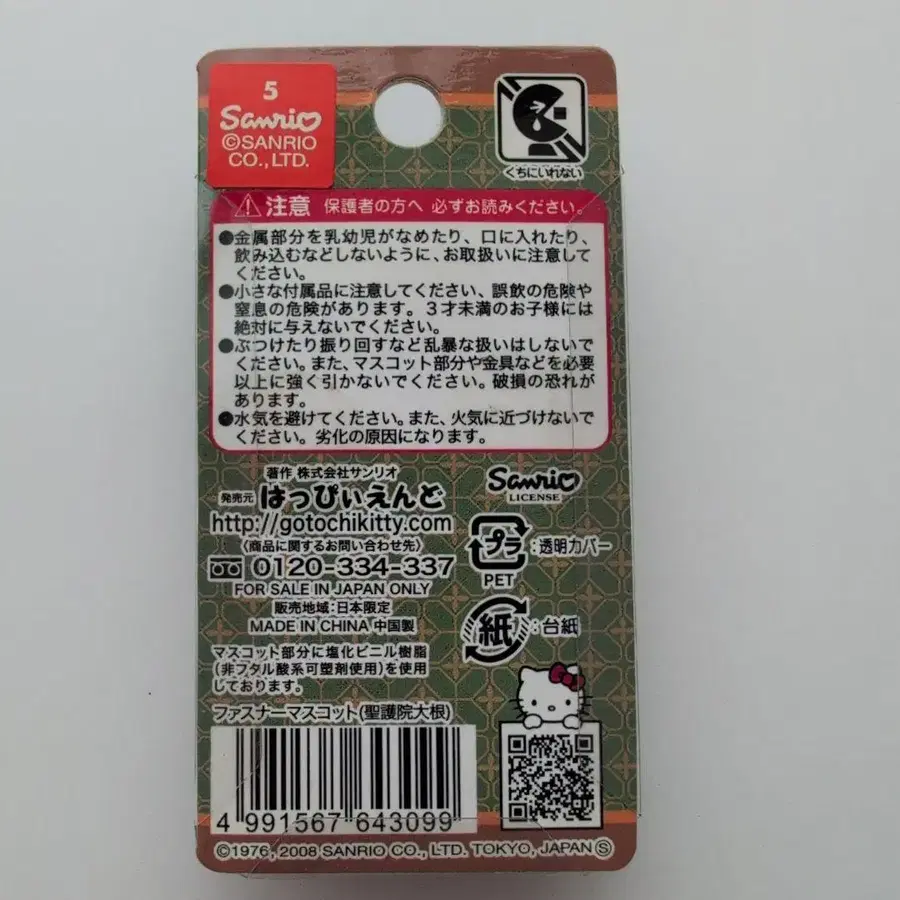 5
Sanrio
©SANRIO
CO.,LTD.
くちにいれない
注意 保護者の方へ 必ずお読みください。
●金属部分を乳幼児がなめたり、口に入れたり、
飲み込むなどしないように、お取扱いに注意して
ください。
●小さな付属品に注意してください、誤飲の危険や
窒息の危険があります。3才未満のお子様には
絶対に与えないでください。
●ぶつけたり振り回すなど乱暴な扱いはしないで
ください。また、マスコット部分や金具などを必要
以上に強く引かないでください。破損の恐れが
あります。
●水気を避けてください。また、火気に近づけないで
ください。劣化の原因になります。
著作 株式会社サンリオ
発売元 はっぴぃえんど
http://gotochikitty.com
〈商品に関するお問い合わせ先〉
0120-334-337
FOR SALE IN JAPAN ONLY
販売地域:日本限定
MADE IN CHINA 中国製
Sanrio
LICENSE
プラ:透明カバー
PET
紙:台紙
マスコット部分に塩化ビニル樹脂
(非フタル酸系可塑剤使用)を使用
しております。
ファスナーマスコット(聖護院大根)
4 991567 643099
©1976, 2008 SANRIO CO., LTD. TOKYO, JAPAN Ⓢ